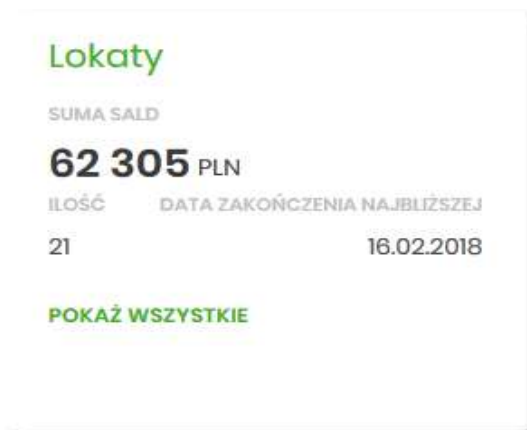 Lokaty
SUMA SALD
62 305 PLN
ILOŚĆ DATA ZAKOŃCZENIA NAJBLIŻSZEJ
21 16.02.2018
POKAŻ WSZYSTKIE